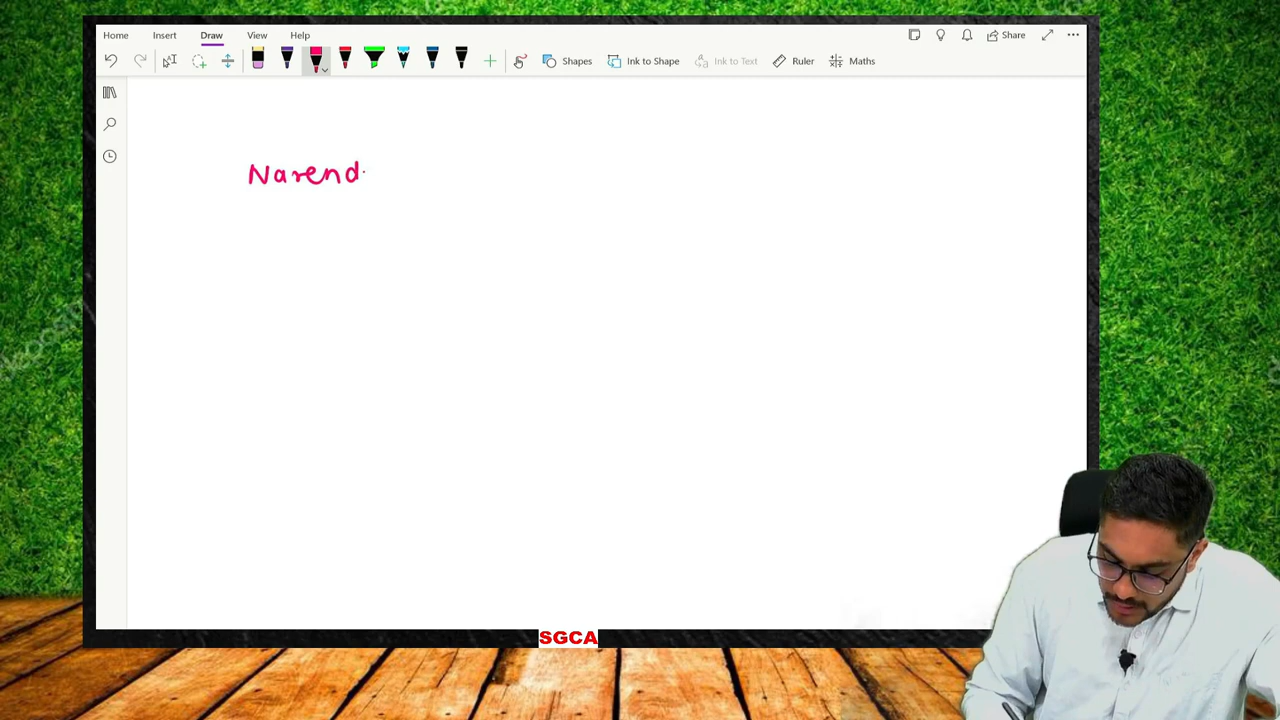 Home Insert Draw View Help Share
Shapes Ink to Shape Ink to Text Ruler Maths
Narend
SGCA